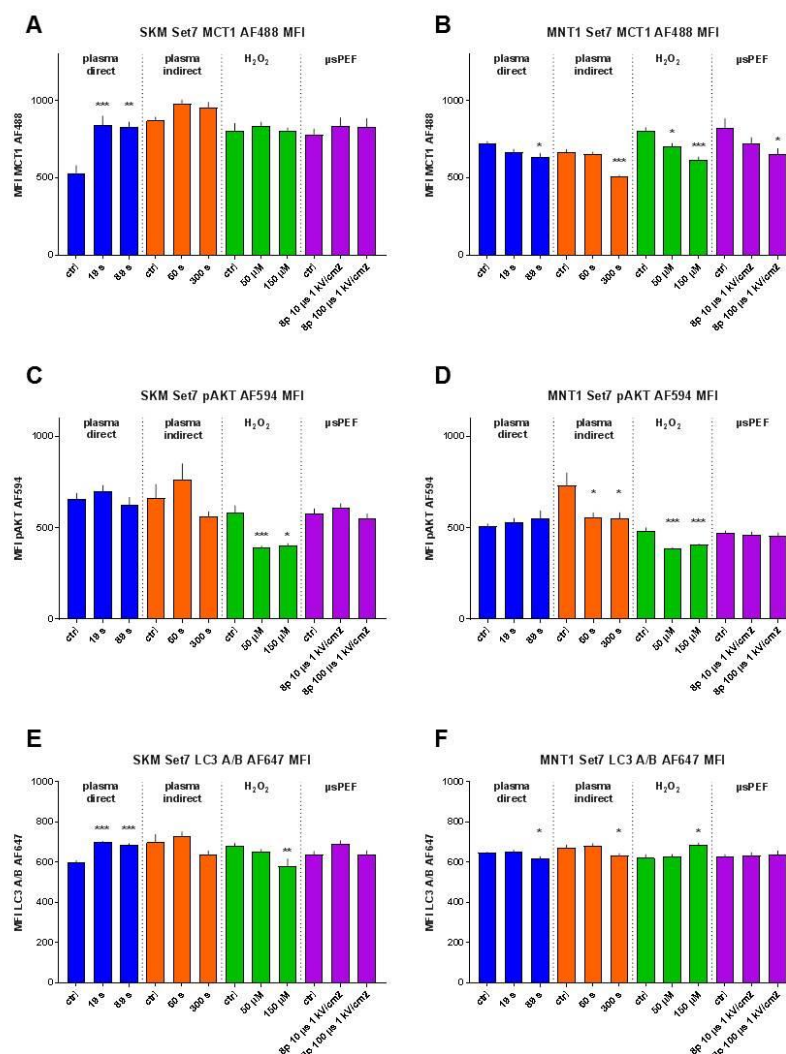 A
SKM Set7 MCT1 AF488 MFI
plasma direct
plasma indirect
H₂O₂
µsPEF
MFI MCT1 AF488
1000
500
0
***
**
ctrl
19 s
89 s
ctrl
60 s
300 s
ctrl
50 µM
150 µM
ctrl
8p 10 µs 1 kV/cm2
8p 100 µs 1 kV/cm2
B
MNT1 Set7 MCT1 AF488 MFI
plasma direct
plasma indirect
H₂O₂
µsPEF
MFI MCT1 AF488
1000
500
0
*
***
*
***
*
ctrl
19 s
89 s
ctrl
60 s
300 s
ctrl
50 µM
150 µM
ctrl
8p 10 µs 1 kV/cm2
8p 100 µs 1 kV/cm2
C
SKM Set7 pAKT AF594 MFI
plasma direct
plasma indirect
H₂O₂
µsPEF
MFI pAKT AF594
1000
500
0
***
*
ctrl
19 s
89 s
ctrl
60 s
300 s
ctrl
50 µM
150 µM
ctrl
8p 10 µs 1 kV/cm2
8p 100 µs 1 kV/cm2
D
MNT1 Set7 pAKT AF594 MFI
plasma direct
plasma indirect
H₂O₂
µsPEF
MFI pAKT AF594
1000
500
0
*
*
***
***
ctrl
19 s
89 s
ctrl
60 s
300 s
ctrl
50 µM
150 µM
ctrl
8p 10 µs 1 kV/cm2
8p 100 µs 1 kV/cm2
E
SKM Set7 LC3 A/B AF647 MFI
plasma direct
plasma indirect
H₂O₂
µsPEF
MFI LC3 A/B AF647
1000
800
600
400
200
0
***
***
**
ctrl
19 s
89 s
ctrl
60 s
300 s
ctrl
50 µM
150 µM
ctrl
8p 10 µs 1 kV/cm2
8p 100 µs 1 kV/cm2
F
MNT1 Set7 LC3 A/B AF647 MFI
plasma direct
plasma indirect
H₂O₂
µsPEF
MFI LC3 A/B AF647
1000
800
600
400
200
0
*
*
*
ctrl
19 s
89 s
ctrl
60 s
300 s
ctrl
50 µM
150 µM
ctrl
8p 10 µs 1 kV/cm2
8p 100 µs 1 kV/cm2